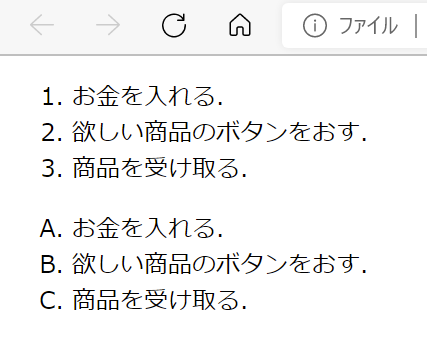 ファイル
1. お金を入れる.
2. 欲しい商品のボタンをおす.
3. 商品を受け取る.
A. お金を入れる.
B. 欲しい商品のボタンをおす.
C. 商品を受け取る.